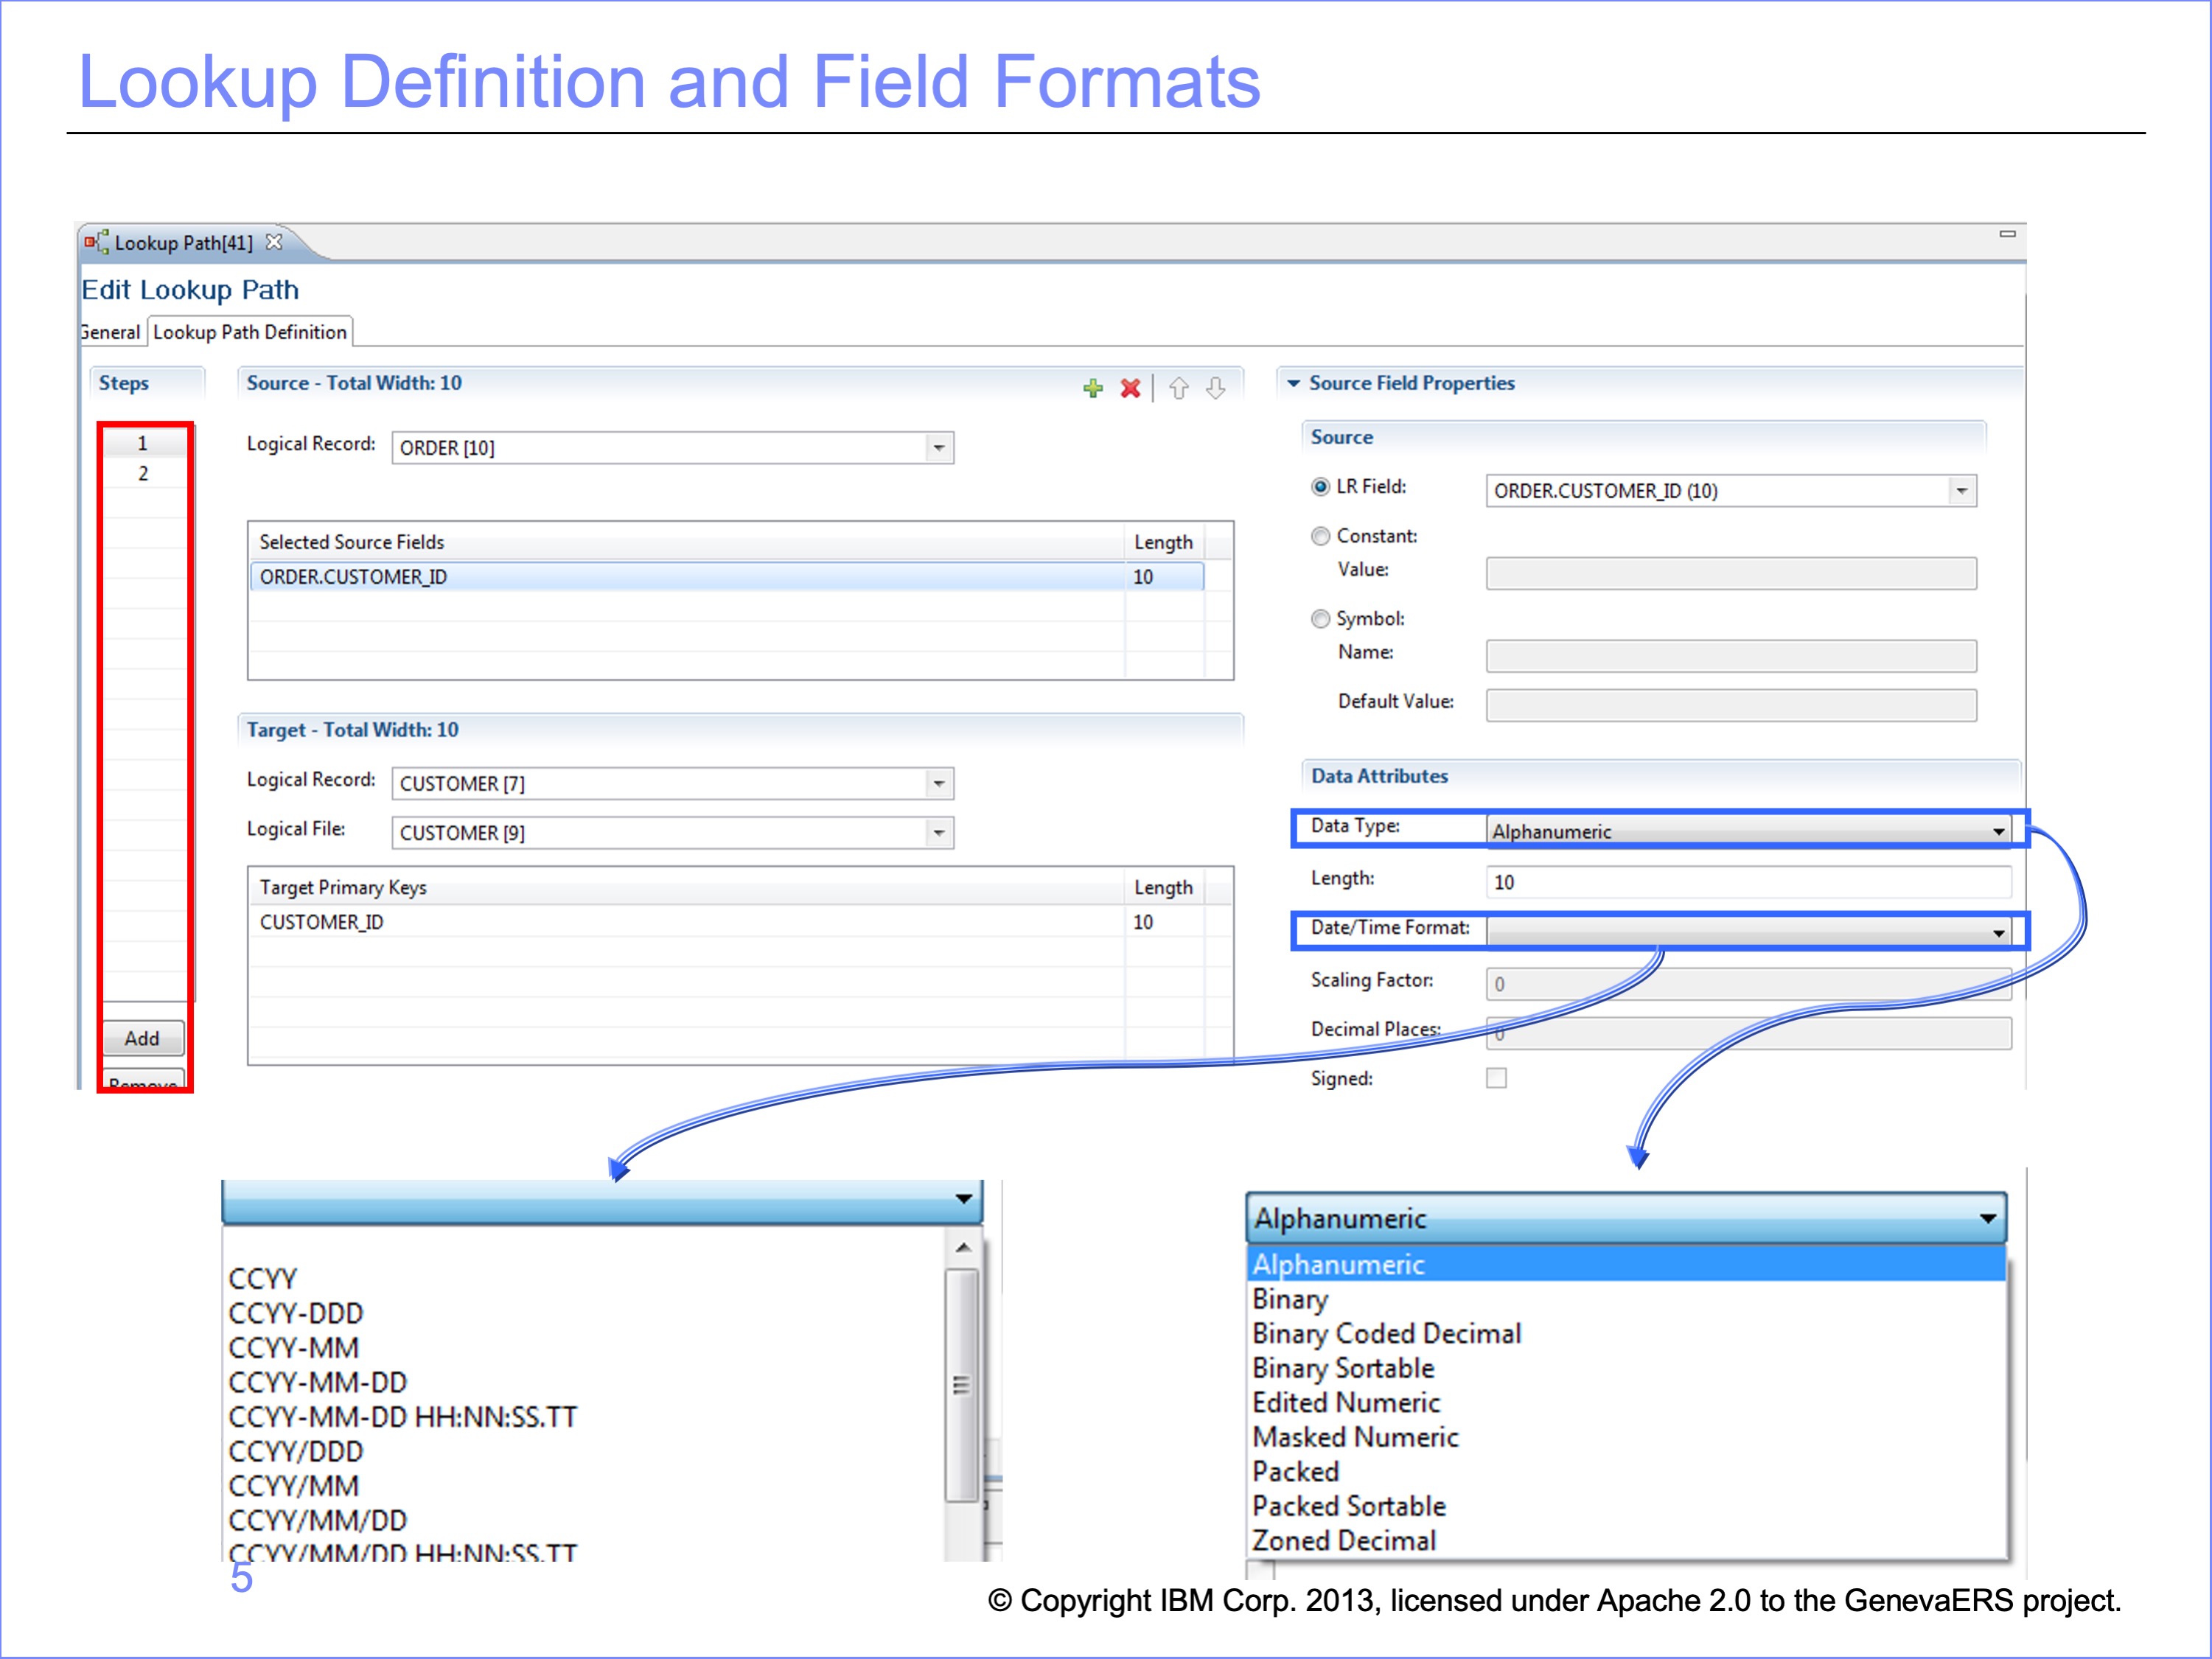 Lookup Definition and Field Formats
Lookup Path[41]
Edit Lookup Path
General Lookup Path Definition
Steps
1
2
Add
Remove
Source - Total Width: 10
Logical Record: ORDER [10]
Selected Source Fields Length
ORDER.CUSTOMER_ID 10
Target - Total Width: 10
Logical Record: CUSTOMER [7]
Logical File: CUSTOMER [9]
Target Primary Keys Length
CUSTOMER_ID 10
Source Field Properties
Source
LR Field: ORDER.CUSTOMER_ID (10)
Constant:
Value:
Symbol:
Name:
Default Value:
Data Attributes
Data Type: Alphanumeric
Length: 10
Date/Time Format:
Scaling Factor: 0
Decimal Places: 0
Signed:
CCYY
CCYY-DDD
CCYY-MM
CCYY-MM-DD
CCYY-MM-DD HH:NN:SS.TT
CCYY/DDD
CCYY/MM
CCYY/MM/DD
CCYY/MM/DD HH:NN:SS.TT
Alphanumeric
Alphanumeric
Binary
Binary Coded Decimal
Binary Sortable
Edited Numeric
Masked Numeric
Packed
Packed Sortable
Zoned Decimal
5
© Copyright IBM Corp. 2013, licensed under Apache 2.0 to the GenevaERS project.